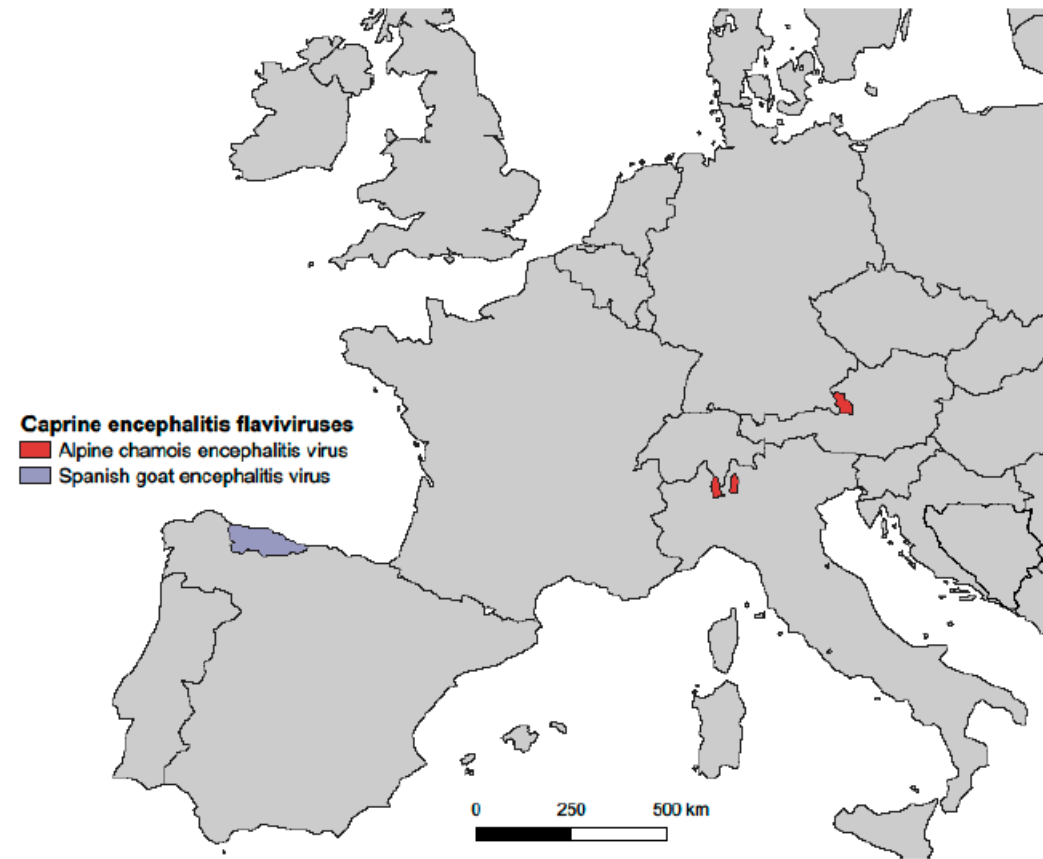 Caprine encephalitis flaviviruses
Alpine chamois encephalitis virus
Spanish goat encephalitis virus
0 250 500 km